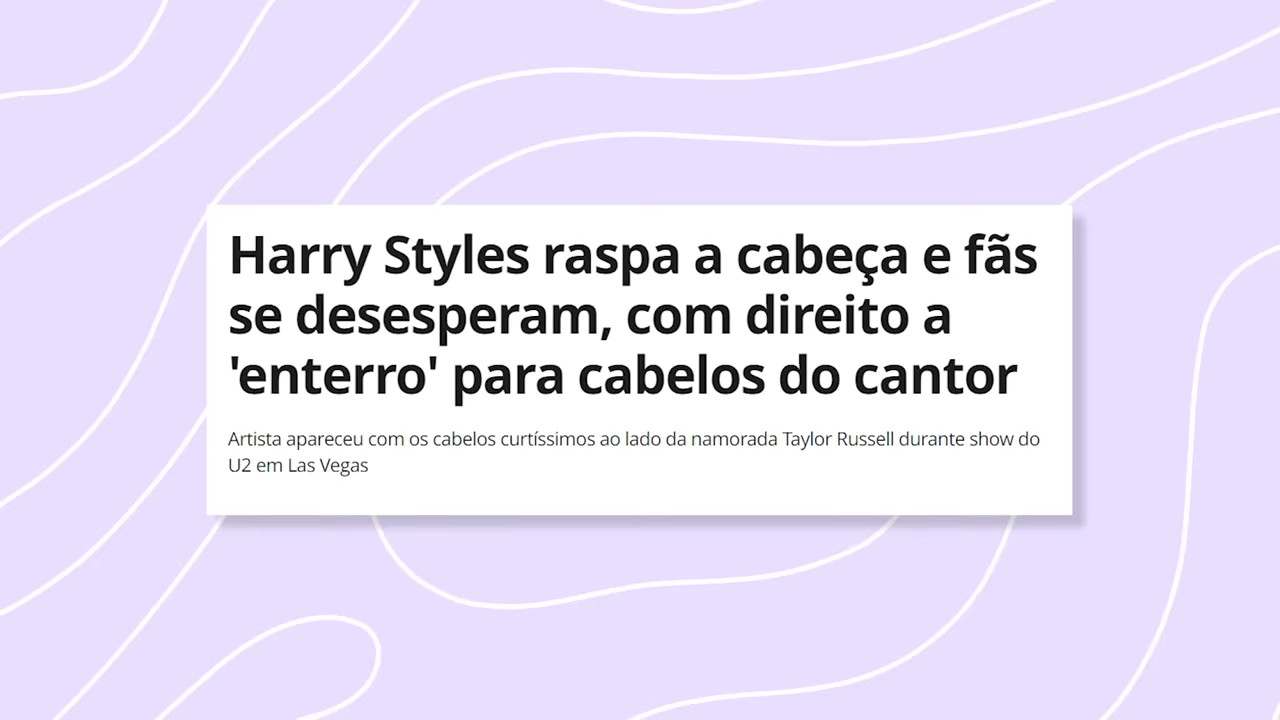 Harry Styles raspa a cabeça e fãs
se desesperam, com direito a
'enterro' para cabelos do cantor
Artista apareceu com os cabelos curtíssimos ao lado da namorada Taylor Russell durante show do
U2 em Las Vegas